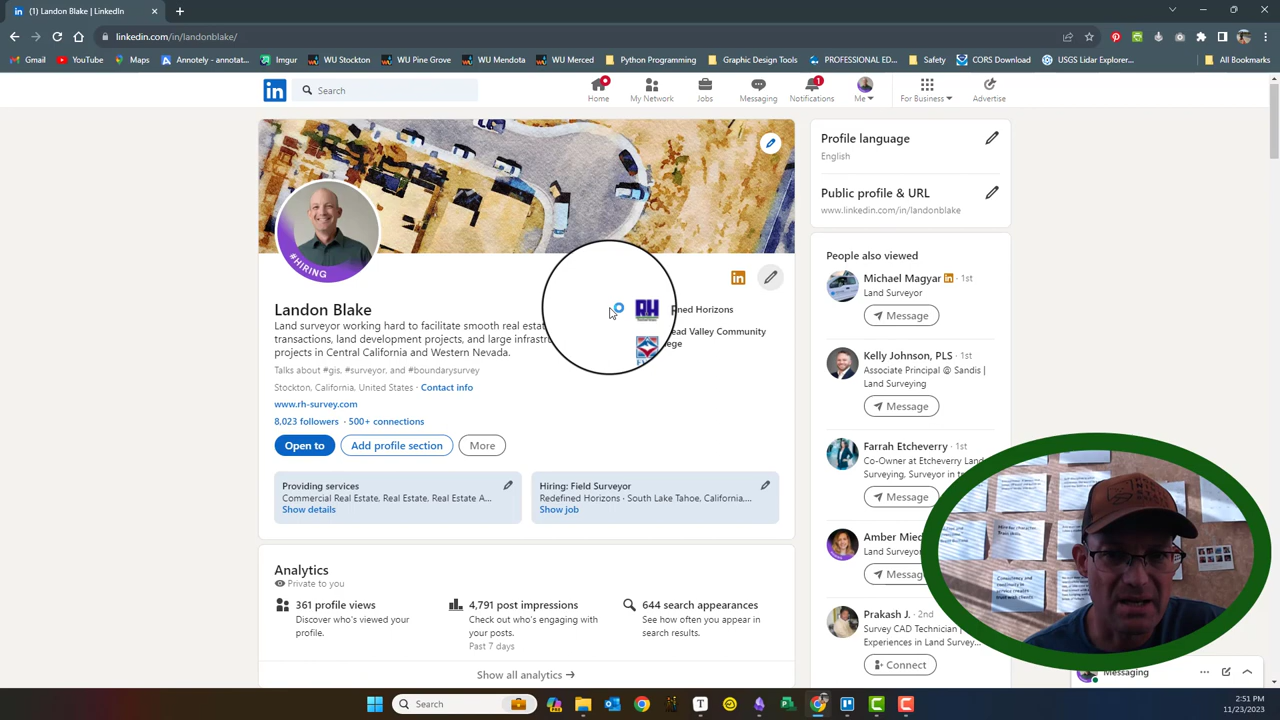 (1) Landon Blake | LinkedIn
linkedin.com/in/landonblake/
Gmail YouTube Maps Annotely - annotat... Imgur WU Stockton WU Pine Grove WU Mendota WU Merced Python Programming Graphic Design Tools PROFESSIONAL ED... Safety CORS Download USGS Lidar Explorer... All Bookmarks
Search
Home My Network Jobs Messaging Notifications Me For Business Advertise
#HIRING
Landon Blake
Land surveyor working hard to facilitate smooth real estat
transactions, land development projects, and large infrastru
projects in Central California and Western Nevada.
Talks about #gis, #surveyor, and #boundarysurvey
Stockton, California, United States · Contact info
www.rh-survey.com
8,023 followers · 500+ connections
Open to Add profile section More
RH ned Horizons
ead Valley Community
ege
Providing services
Commercial Real Estate, Real Estate, Real Estate A...
Show details
Hiring: Field Surveyor
Redefined Horizons · South Lake Tahoe, California,...
Show job
Analytics
Private to you
361 profile views
Discover who's viewed your
profile.
4,791 post impressions
Check out who's engaging with
your posts.
Past 7 days
644 search appearances
See how often you appear in
search results.
Show all analytics →
Profile language
English
Public profile & URL
www.linkedin.com/in/landonblake
People also viewed
Michael Magyar in · 1st
Land Surveyor
Message
Kelly Johnson, PLS · 1st
Associate Principal @ Sandis |
Land Surveying
Message
Farrah Etcheverry · 1st
Co-Owner at Etcheverry Land
Surveying, Surveyor in t
Message
Amber Mied
Land Surveyo
Messag
Prakash J. · 2nd
Survey CAD Technician |
Experiences in Land Survey...
Connect
Messaging
Search
2:51 PM
11/23/2023